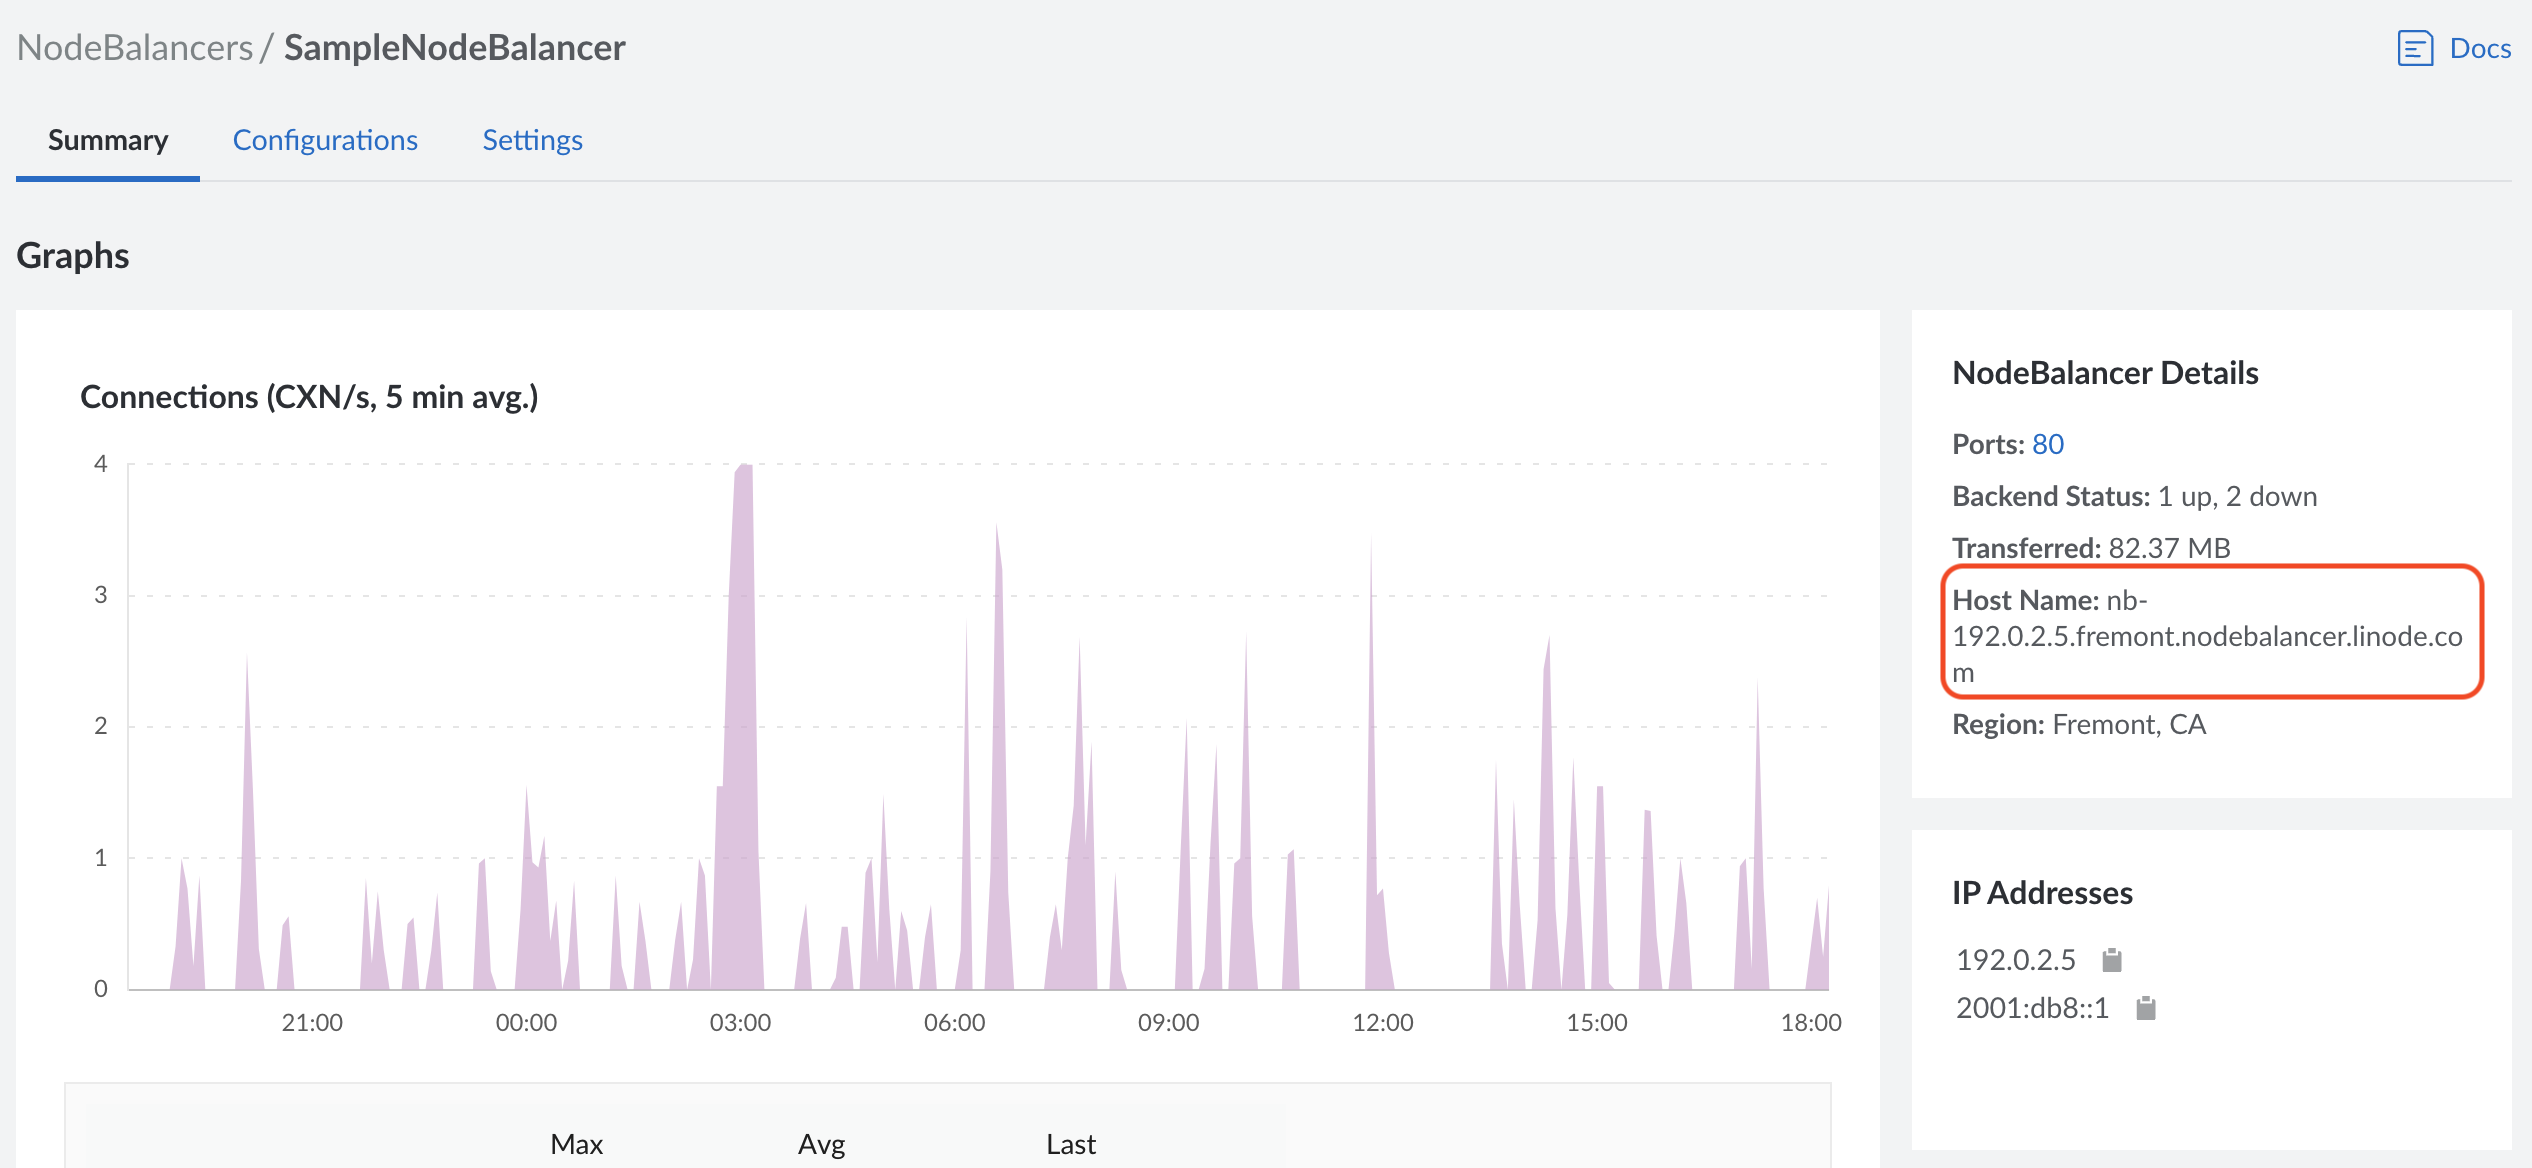 NodeBalancers / SampleNodeBalancer
Docs
Summary
Configurations
Settings
Graphs
Connections (CXN/s, 5 min avg.)
4
3
2
1
0
21:00
00:00
03:00
06:00
09:00
12:00
15:00
18:00
Max
Avg
Last
NodeBalancer Details
Ports: 80
Backend Status: 1 up, 2 down
Transferred: 82.37 MB
Host Name: nb-
192.0.2.5.fremont.nodebalancer.linode.co
m
Region: Fremont, CA
IP Addresses
192.0.2.5
2001:db8::1